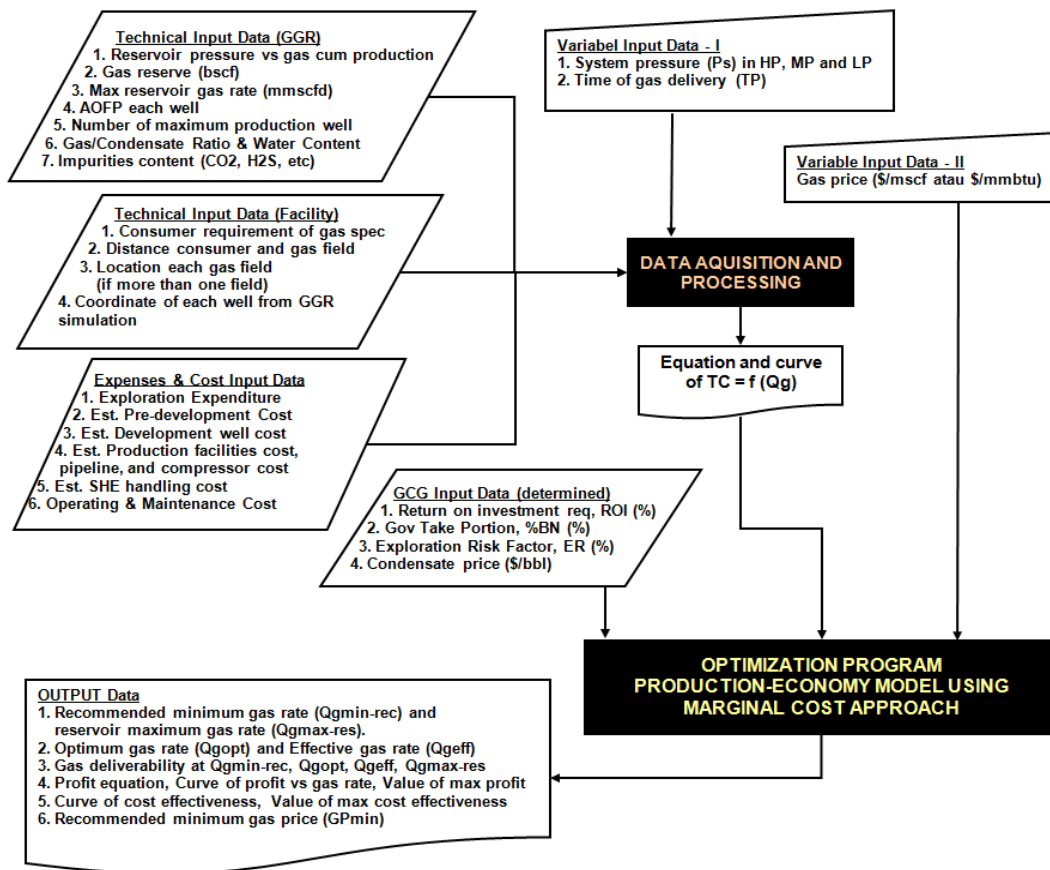 Technical Input Data (GGR)
1. Reservoir pressure vs gas cum production
2. Gas reserve (bscf)
3. Max reservoir gas rate (mmscfd)
4. AOFP each well
5. Number of maximum production well
6. Gas/Condensate Ratio & Water Content
7. Impurities content (CO2, H2S, etc)
Variabel Input Data - I
1. System pressure (Ps) in HP, MP and LP
2. Time of gas delivery (TP)
Variable Input Data - II
Gas price ($/mscf atau $/mmbtu)
Technical Input Data (Facility)
1. Consumer requirement of gas spec
2. Distance consumer and gas field
3. Location each gas field
(if more than one field)
4. Coordinate of each well from GGR
simulation
DATA AQUISITION AND
PROCESSING
Equation and curve
of TC = f (Qg)
Expenses & Cost Input Data
1. Exploration Expenditure
2. Est. Pre-development Cost
3. Est. Development well cost
4. Est. Production facilities cost,
pipeline, and compressor cost
5. Est. SHE handling cost
6. Operating & Maintenance Cost
GCG Input Data (determined)
1. Return on investment req, ROI (%)
2. Gov Take Portion, %BN (%)
3. Exploration Risk Factor, ER (%)
4. Condensate price ($/bbl)
OPTIMIZATION PROGRAM
PRODUCTION-ECONOMY MODEL USING
MARGINAL COST APPROACH
OUTPUT Data
1. Recommended minimum gas rate (Qgmin-rec) and
reservoir maximum gas rate (Qgmax-res).
2. Optimum gas rate (Qgopt) and Effective gas rate (Qgeff)
3. Gas deliverability at Qgmin-rec, Qgopt, Qgeff, Qgmax-res
4. Profit equation, Curve of profit vs gas rate, Value of max profit
5. Curve of cost effectiveness, Value of max cost effectiveness
6. Recommended minimum gas price (GPmin)